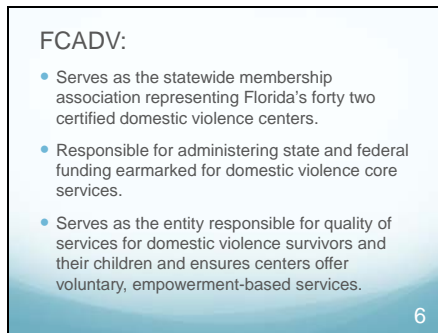 FCADV:
• Serves as the statewide membership
association representing Florida's forty two
certified domestic violence centers.
• Responsible for administering state and federal
funding earmarked for domestic violence core
services.
• Serves as the entity responsible for quality of
services for domestic violence survivors and
their children and ensures centers offer
voluntary, empowerment-based services.
6